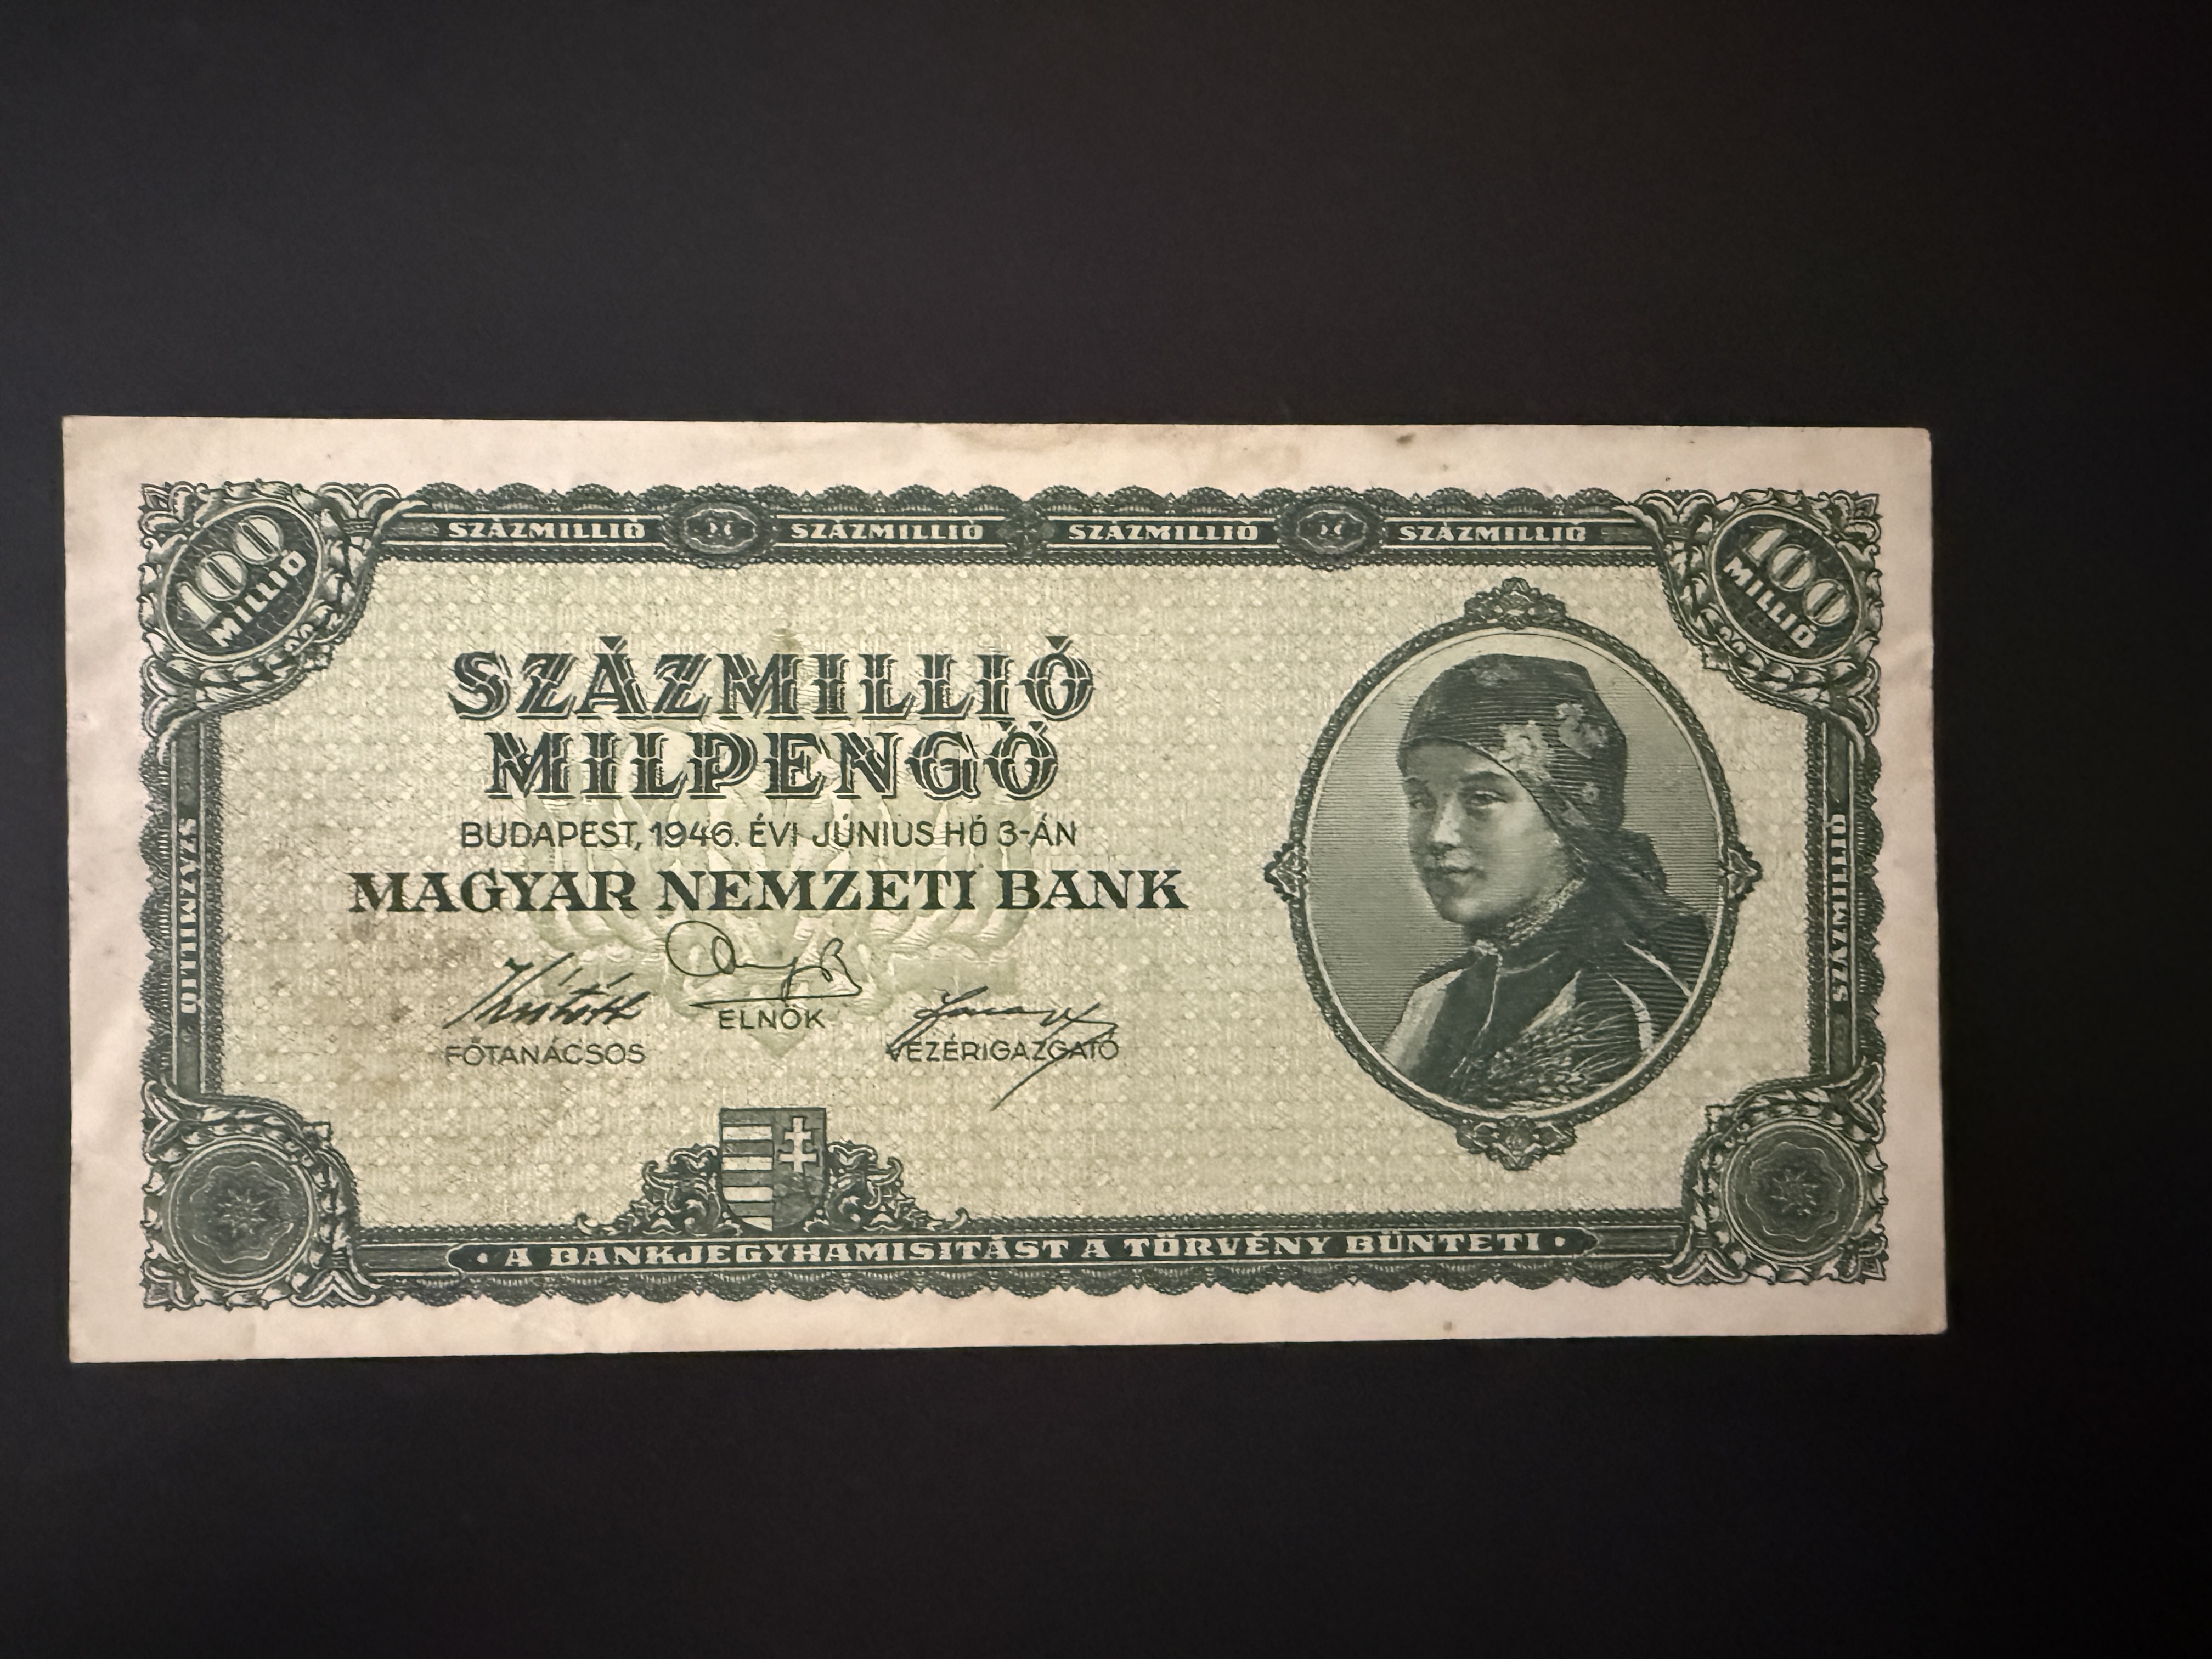 SZÁZMILLIÓ SZÁZMILLIÓ SZÁZMILLIÓ SZÁZMILLIÓ
100 MILLIÓ
100 MILLIÓ
SZÁZMILLIÓ
MILPENGŐ
BUDAPEST, 1946. ÉVI JÚNIUS HÓ 3-ÁN
MAGYAR NEMZETI BANK
ELNÖK
FŐTANÁCSOS
VEZÉRIGAZGATÓ
SZÁZMILLIÓ
SZÁZMILLIÓ
• A BANKJEGYHAMISITÁST A TÖRVÉNY BÜNTETI •